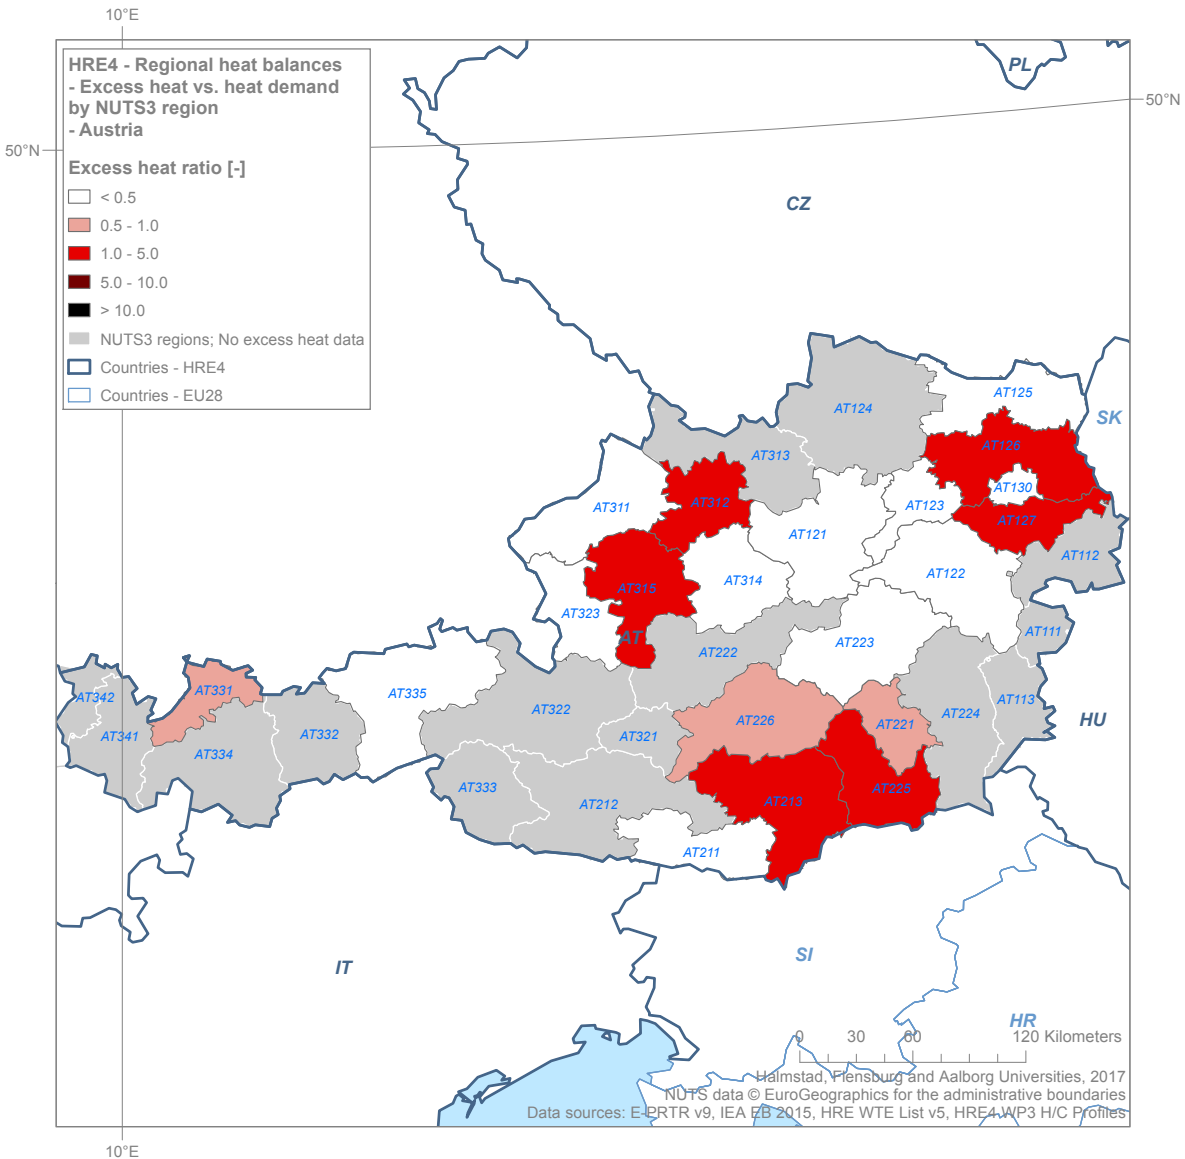 10°E
HRE4 - Regional heat balances
- Excess heat vs. heat demand
by NUTS3 region
- Austria
Excess heat ratio [-]
< 0.5
0.5 - 1.0
1.0 - 5.0
5.0 - 10.0
> 10.0
NUTS3 regions; No excess heat data
Countries - HRE4
Countries - EU28
PL
50°N
50°N
CZ
SK
AT125
AT124
AT126
AT313
AT130
AT123
AT312
AT311
AT127
AT121
AT112
AT122
AT314
AT315
AT323
AT111
AT
AT223
AT222
AT331
AT335
AT342
AT113
AT322
AT224
HU
AT226
AT221
AT341
AT332
AT321
AT334
AT333
AT225
AT213
AT212
AT211
IT
SI
HR
0 30 60 120 Kilometers
Halmstad, Flensburg and Aalborg Universities, 2017
NUTS data © EuroGeographics for the administrative boundaries
Data sources: E-PRTR v9, IEA EB 2015, HRE WTE List v5, HRE4 WP3 H/C Profiles
10°E